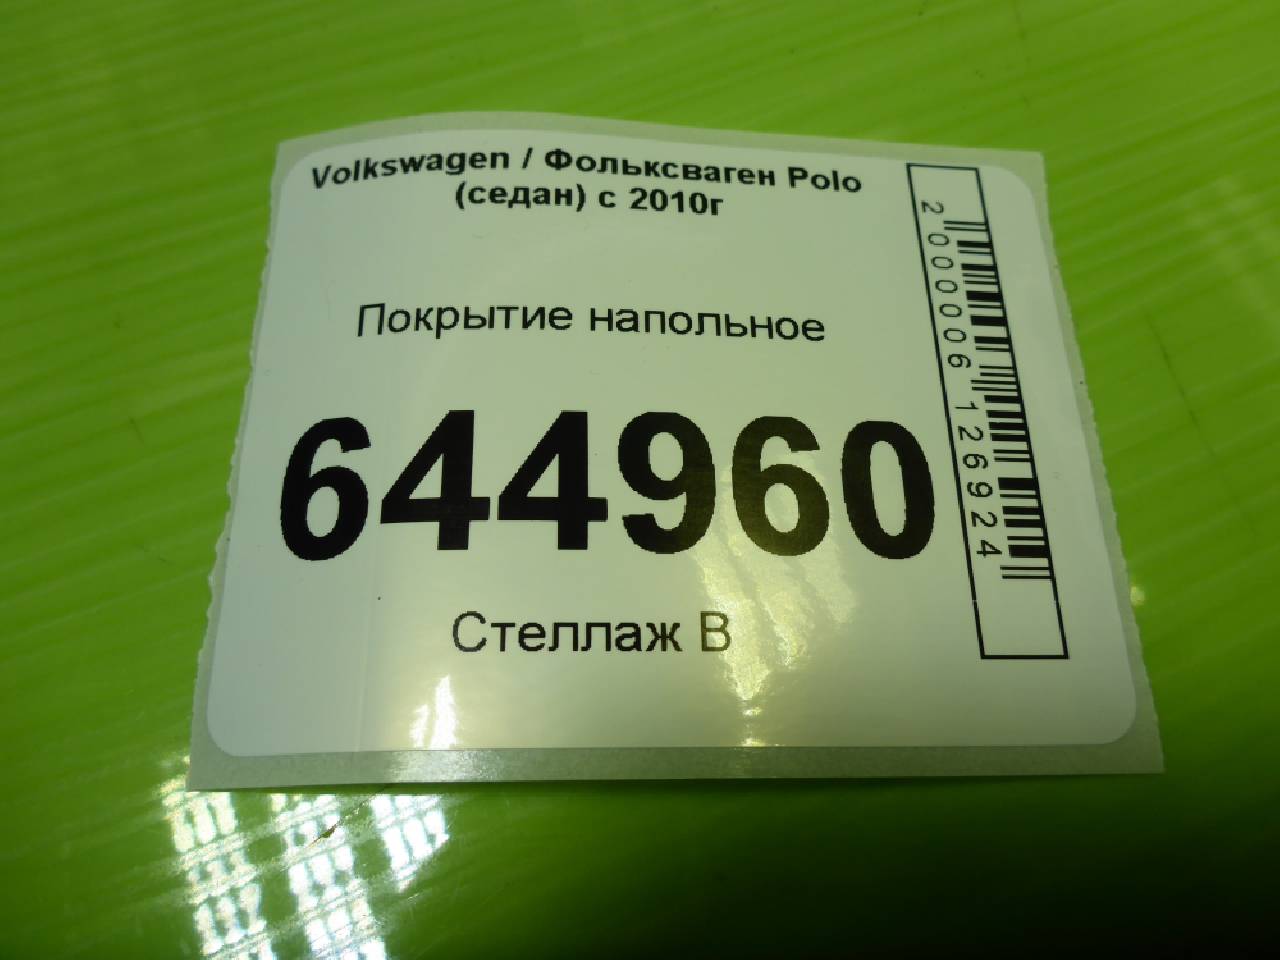 Volkswagen / Фольксваген Polo
(седан) с 2010г
Покрытие напольное
644960
Стеллаж В
2000006126924